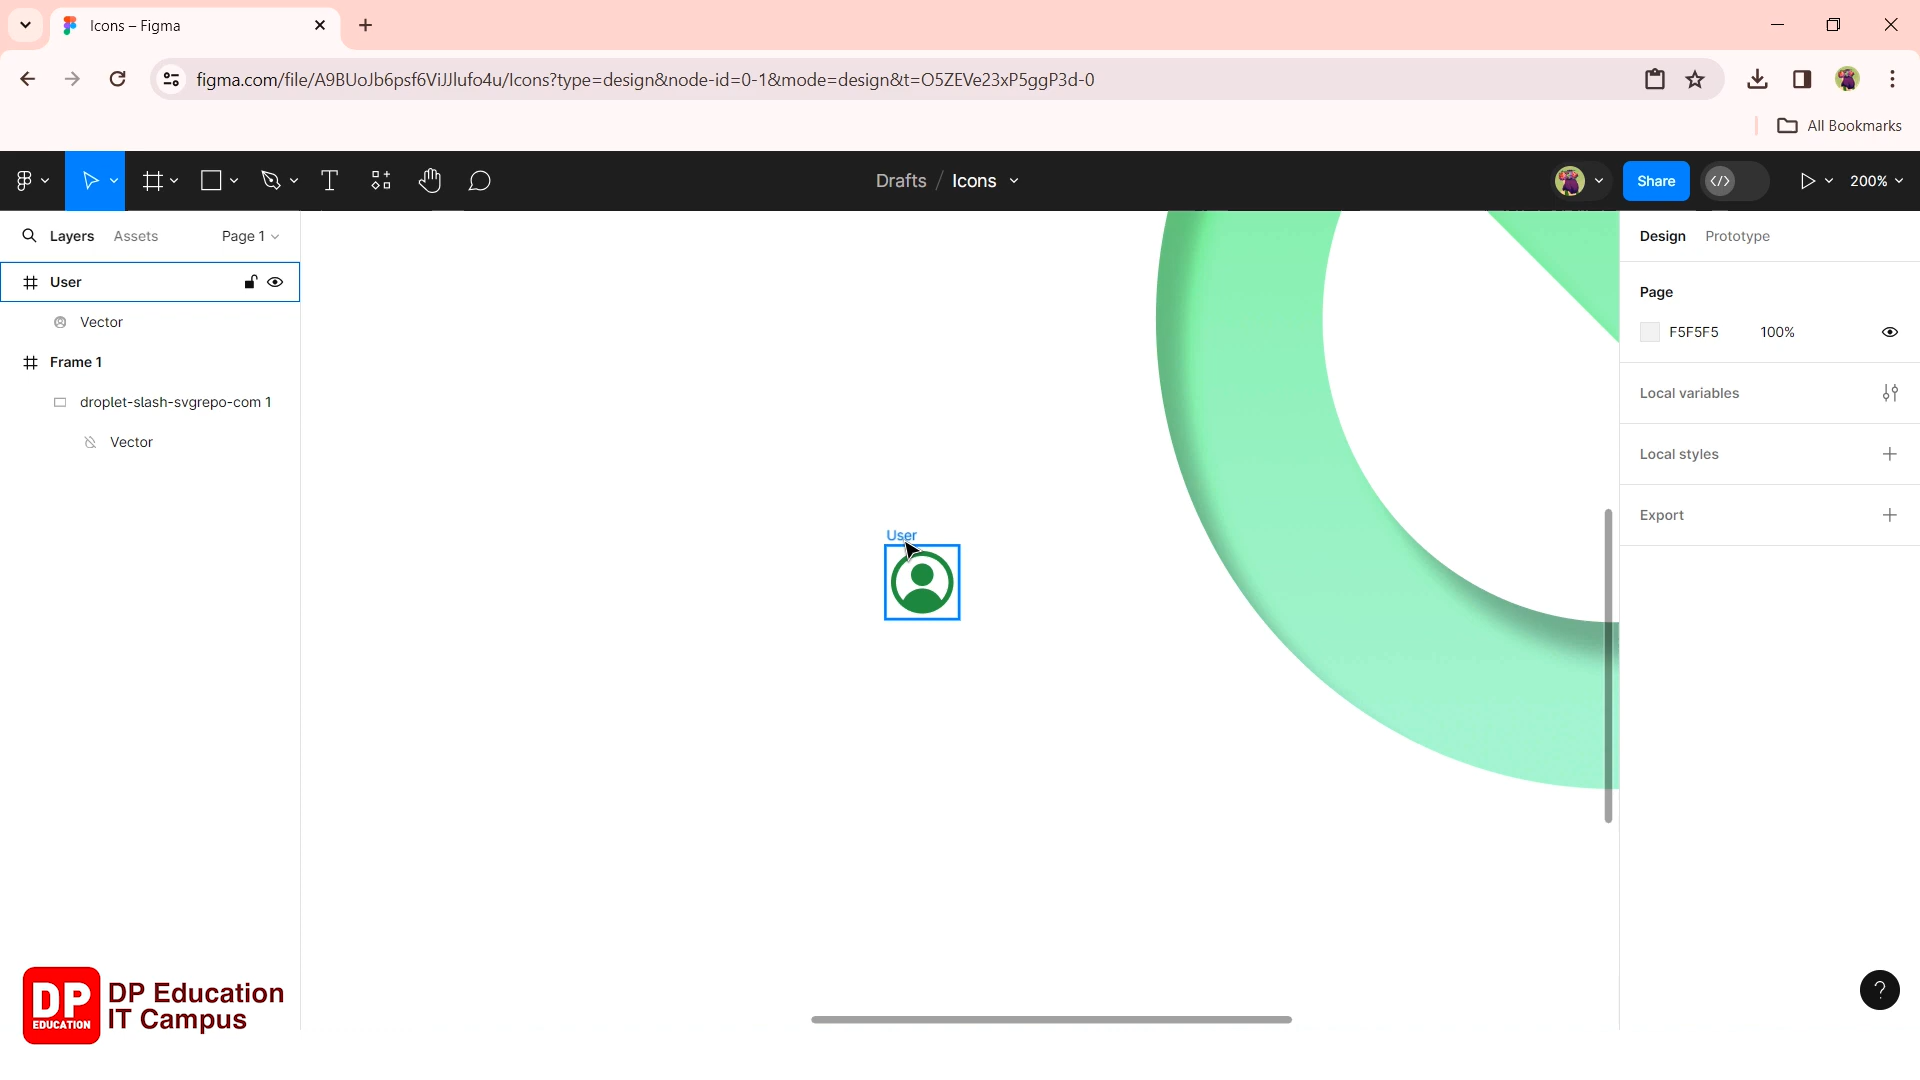 Icons – Figma
figma.com/file/A9BUoJb6psf6ViJJlufo4u/Icons?type=design&node-id=0-1&mode=design&t=O5ZEVe23xP5ggP3d-0
All Bookmarks
Drafts / Icons
Share
200%
Layers
Assets
Page 1
User
Vector
Frame 1
droplet-slash-svgrepo-com 1
Vector
User
Design
Prototype
Page
F5F5F5
100%
Local variables
Local styles
Export
?
DP
EDUCATION
DP Education
IT Campus